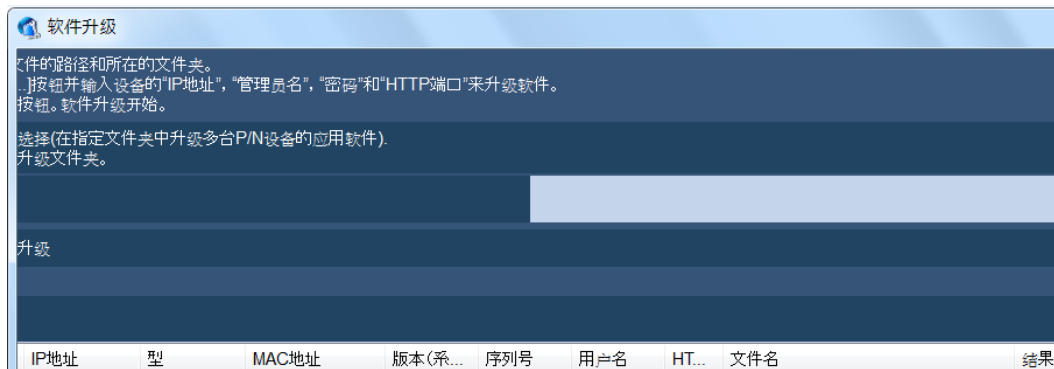 软件升级
文件的路径和所在的文件夹。
..]按钮并输入设备的“IP地址”, “管理员名”, “密码”和“HTTP端口”来升级软件。
按钮。软件升级开始。
选择(在指定文件夹中升级多台P/N设备的应用软件).
升级文件夹。
升级
IP地址 型 MAC地址 版本(系... 序列号 用户名 HT... 文件名 结果